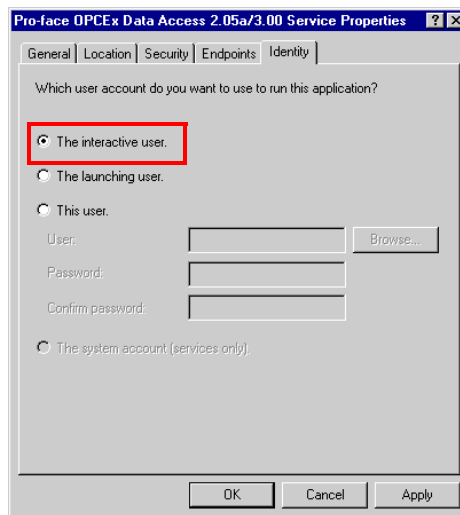 Pro-face OPCEx Data Access 2.05a/3.00 Service Properties
General Location Security Endpoints Identity
Which user account do you want to use to run this application?
The interactive user.
The launching user.
This user.
User:
Browse...
Password:
Confirm password:
The system account (services only).
OK Cancel Apply